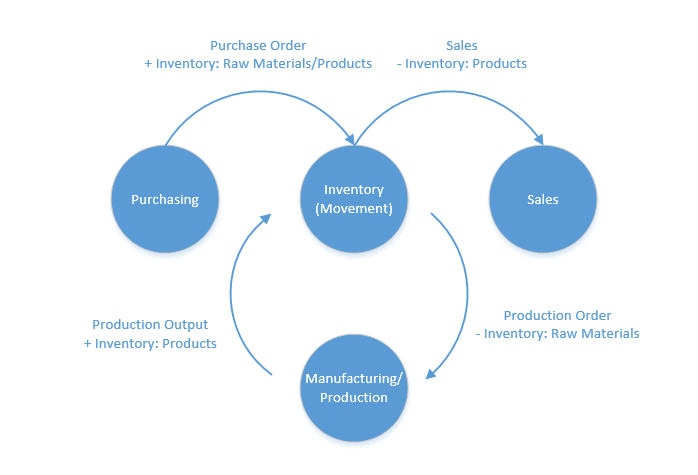 Purchase Order
+ Inventory: Raw Materials/Products
Sales
- Inventory: Products
Purchasing
Inventory
(Movement)
Sales
Production Output
+ Inventory: Products
Production Order
- Inventory: Raw Materials
Manufacturing/
Production